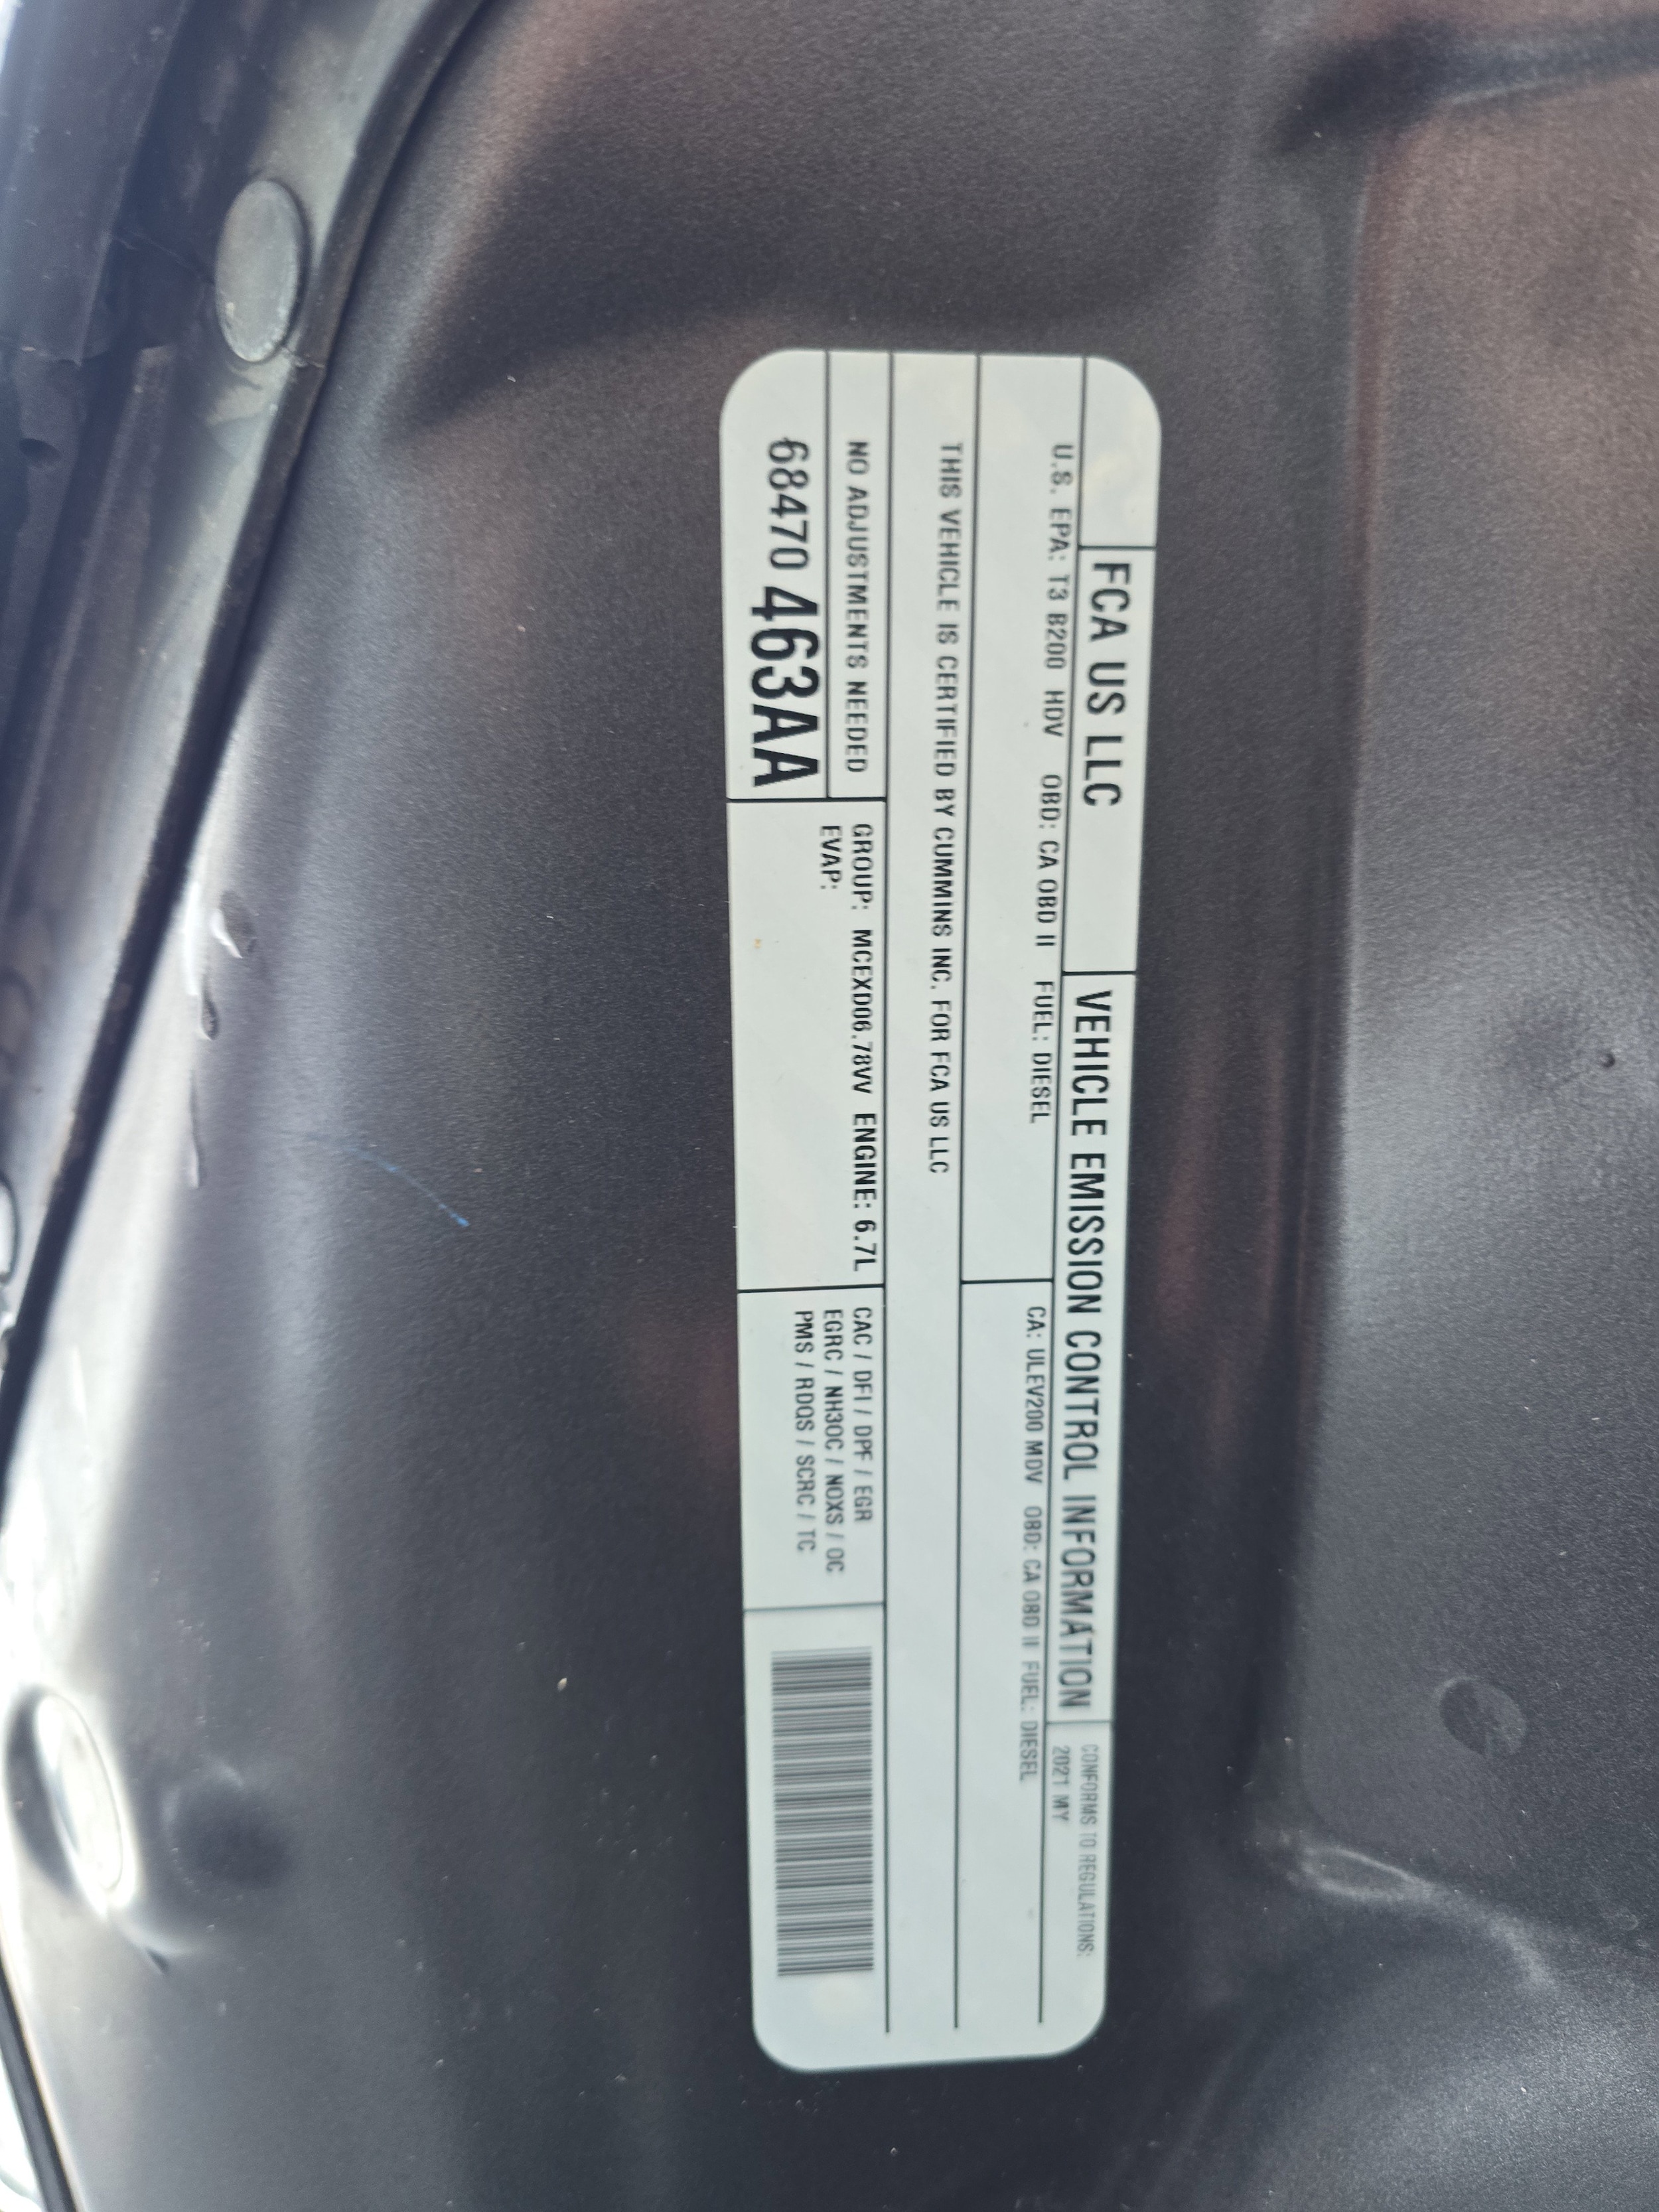 FCA US LLC
VEHICLE EMISSION CONTROL INFORMATION
CONFORMS TO REGULATIONS:
2021 MY
U.S. EPA: T3 B200 HDV OBD: CA OBD II FUEL: DIESEL
CA: ULEV200 MDV OBD: CA OBD II FUEL: DIESEL
THIS VEHICLE IS CERTIFIED BY CUMMINS INC. FOR FCA US LLC
NO ADJUSTMENTS NEEDED
68470 463AA
GROUP: MCEXD06.78VV ENGINE: 6.7L
EVAP:
CAC / DFI / DPF / EGR
EGRC / NH3OC / NOXS / OC
PMS / RDQS / SCRC / TC